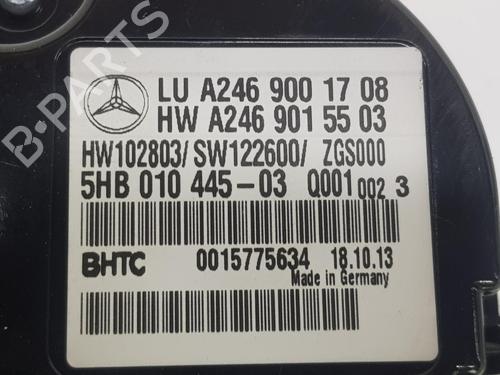 B-PARTS
LU A246 900 17 08
HW A246 901 55 03
HW102803/SW122600/ ZGS000
5HB 010 445-03 Q001 002 3
BHTC 0015775634 18.10.13
Made in Germany